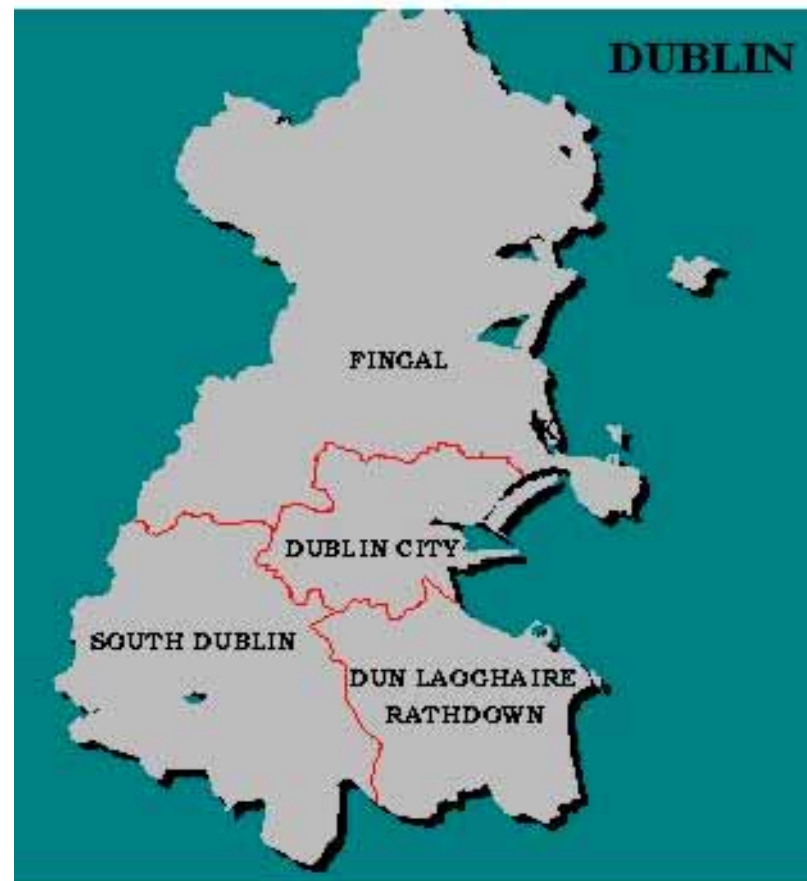 DUBLIN
FINGAL
DUBLIN CITY
SOUTH DUBLIN
DUN LAOGHAIRE
RATHDOWN